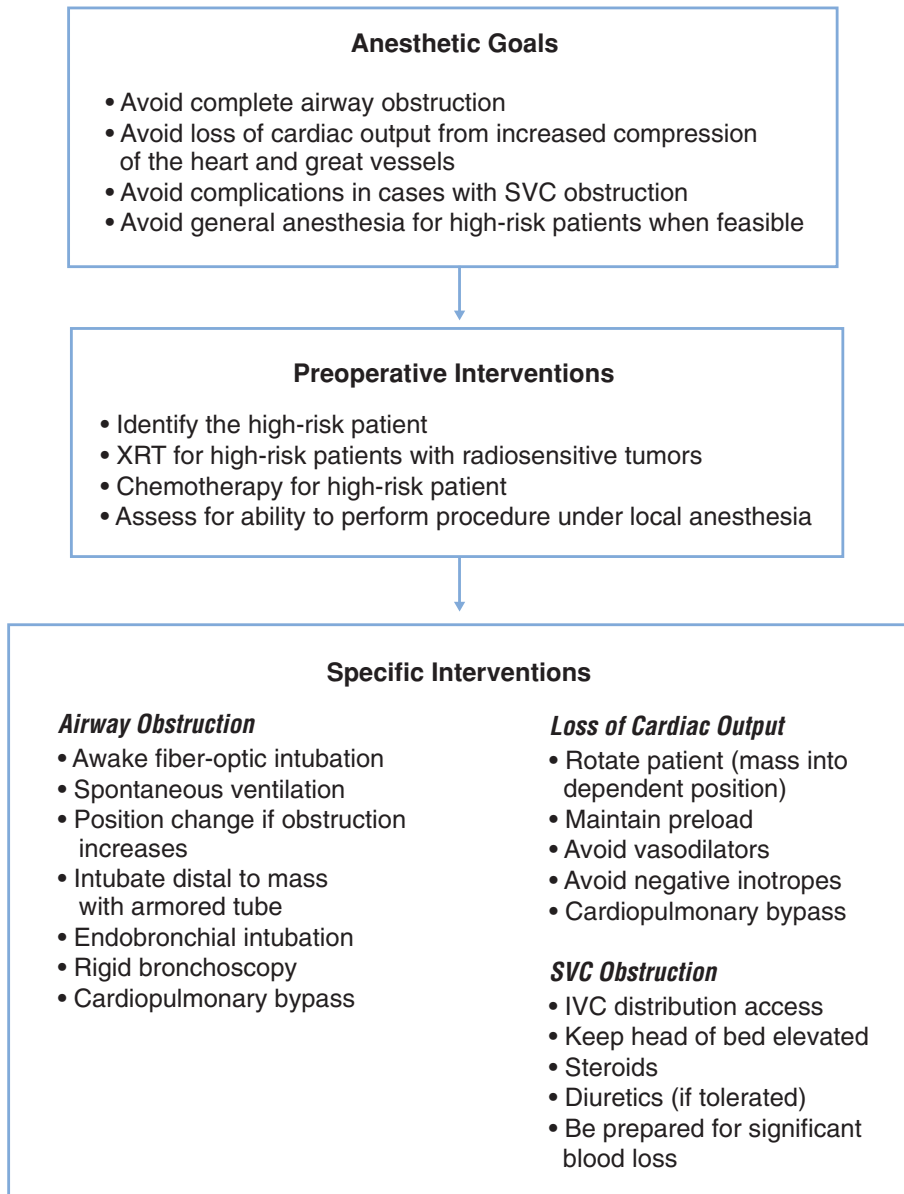 Anesthetic Goals
• Avoid complete airway obstruction
• Avoid loss of cardiac output from increased compression
of the heart and great vessels
• Avoid complications in cases with SVC obstruction
• Avoid general anesthesia for high-risk patients when feasible
Preoperative Interventions
• Identify the high-risk patient
• XRT for high-risk patients with radiosensitive tumors
• Chemotherapy for high-risk patient
• Assess for ability to perform procedure under local anesthesia
Specific Interventions
Airway Obstruction
• Awake fiber-optic intubation
• Spontaneous ventilation
• Position change if obstruction
increases
• Intubate distal to mass
with armored tube
• Endobronchial intubation
• Rigid bronchoscopy
• Cardiopulmonary bypass
Loss of Cardiac Output
• Rotate patient (mass into
dependent position)
• Maintain preload
• Avoid vasodilators
• Avoid negative inotropes
• Cardiopulmonary bypass
SVC Obstruction
• IVC distribution access
• Keep head of bed elevated
• Steroids
• Diuretics (if tolerated)
• Be prepared for significant
blood loss